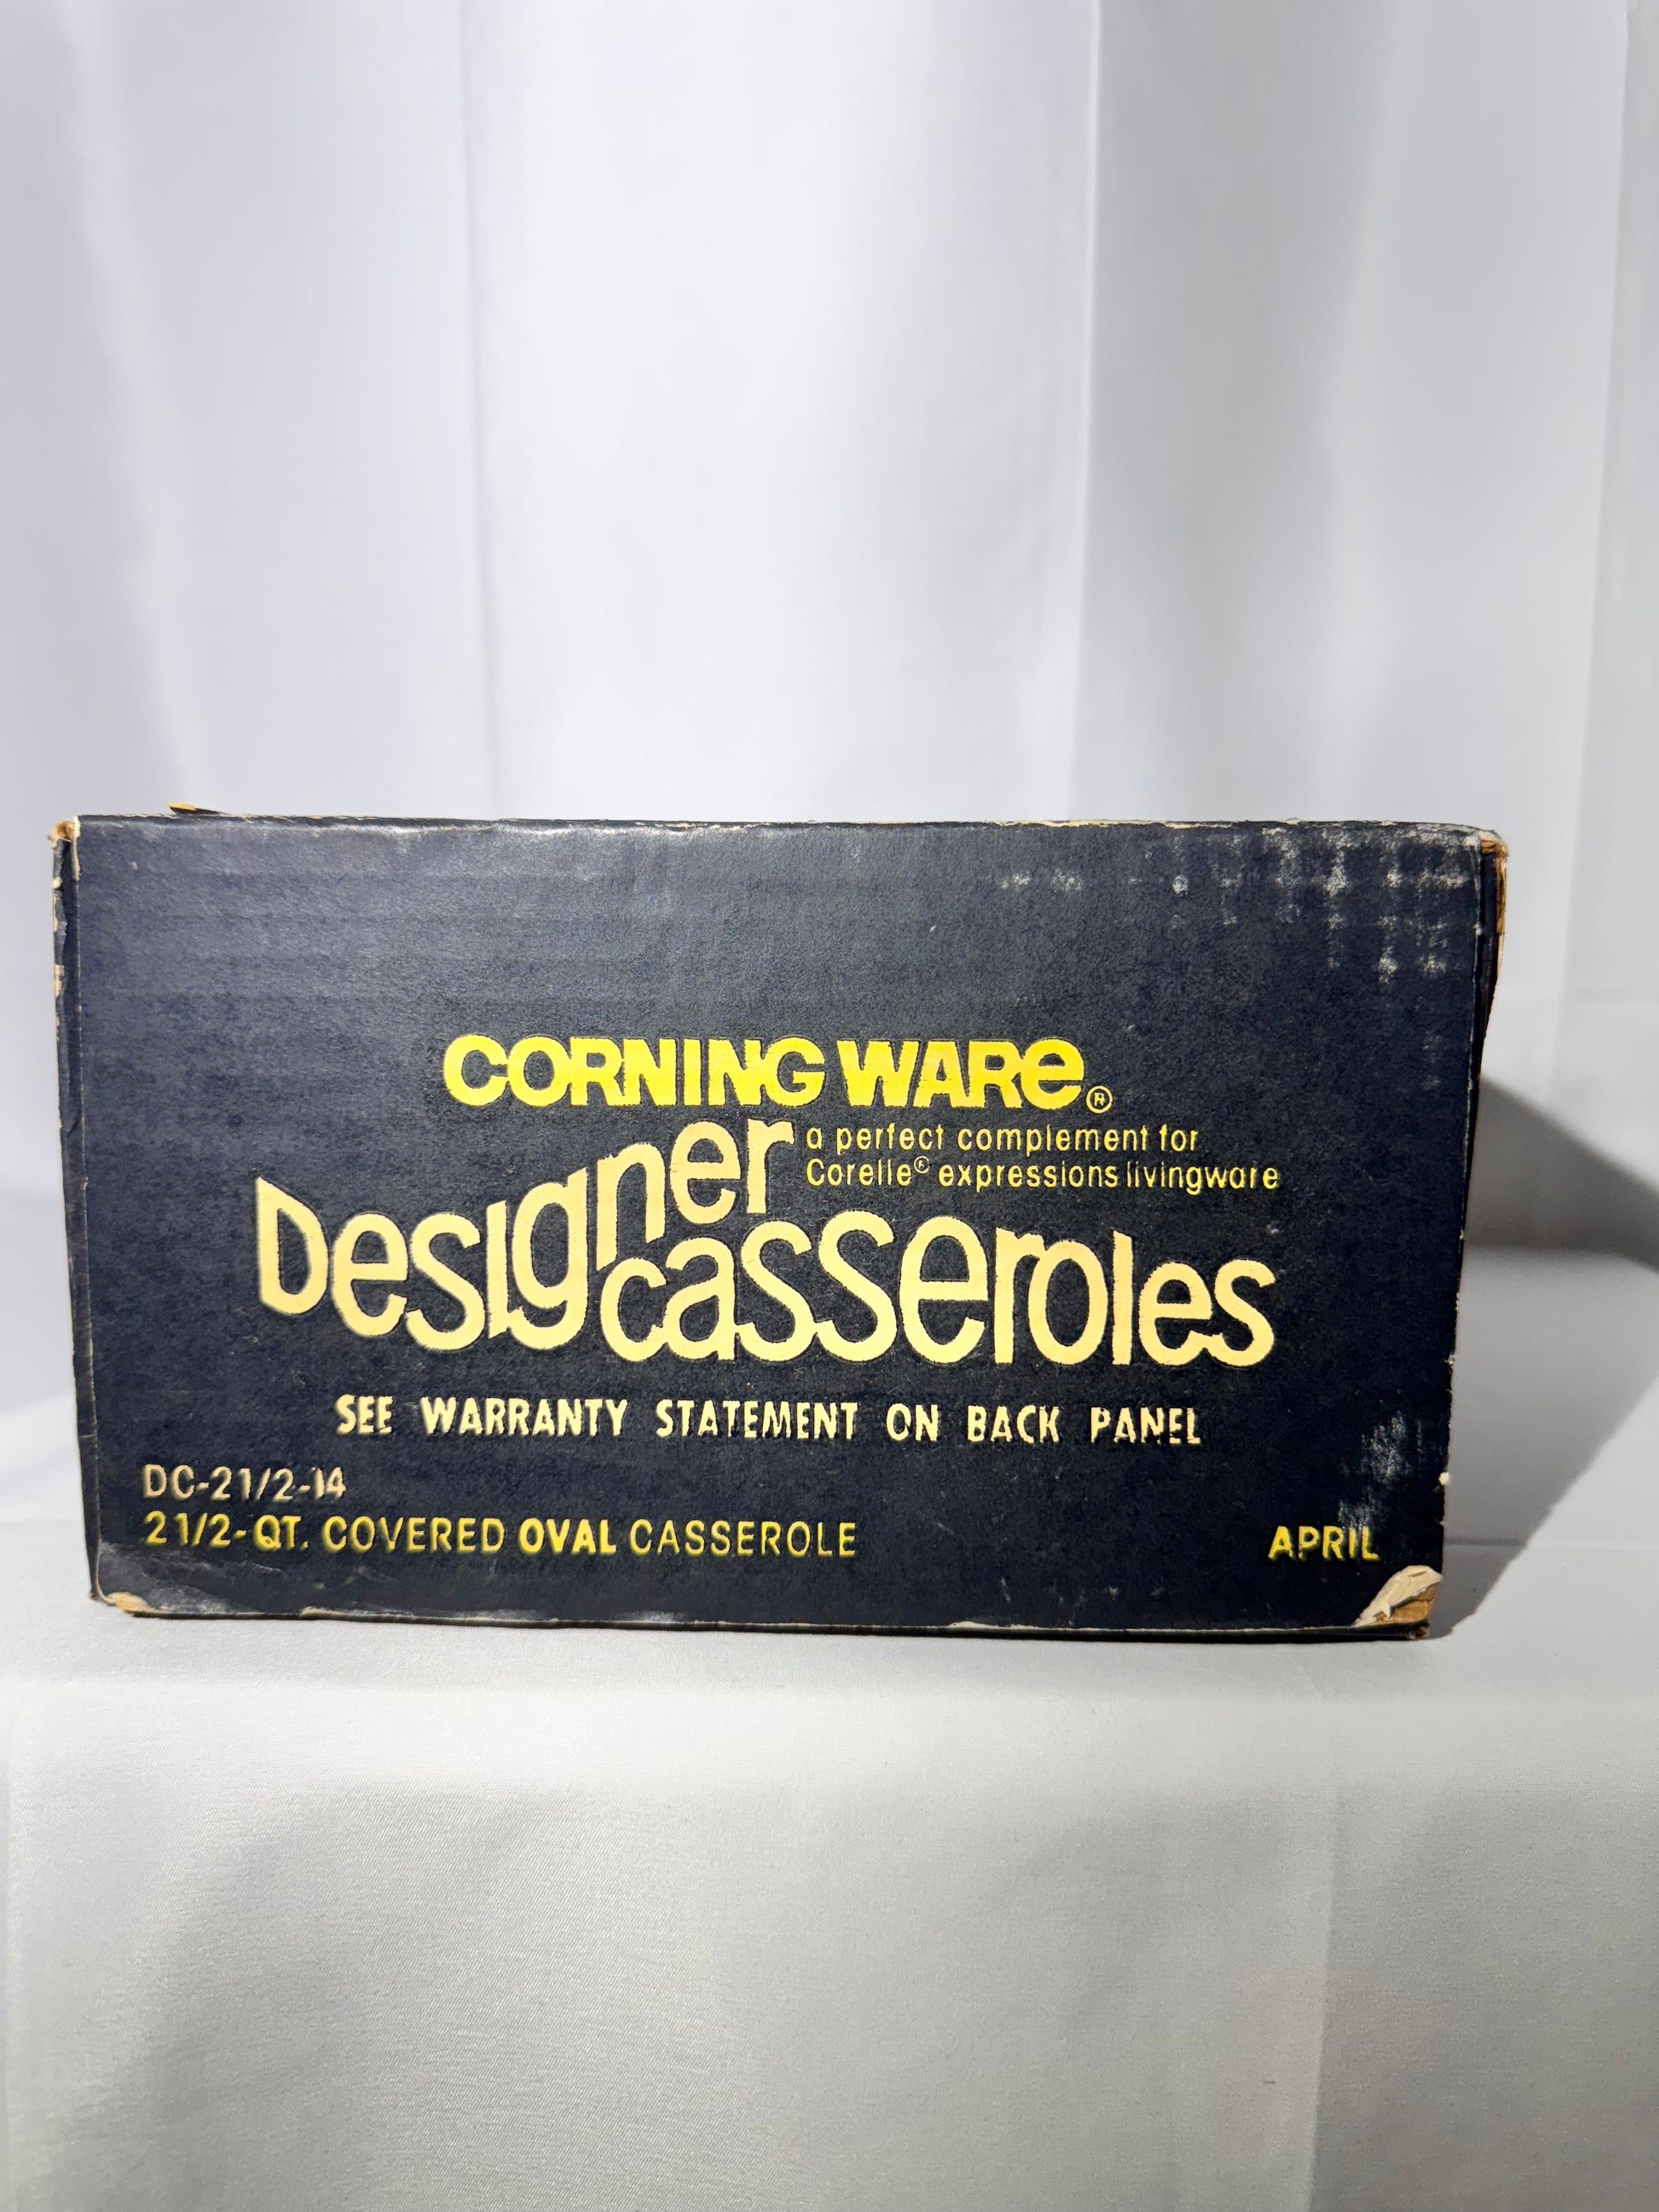 CORNING WARE®
Designer
a perfect complement for
Corelle® expressions livingware
casseroles
SEE WARRANTY STATEMENT ON BACK PANEL
DC-21/2-14
21/2-QT. COVERED OVAL CASSEROLE
APRIL